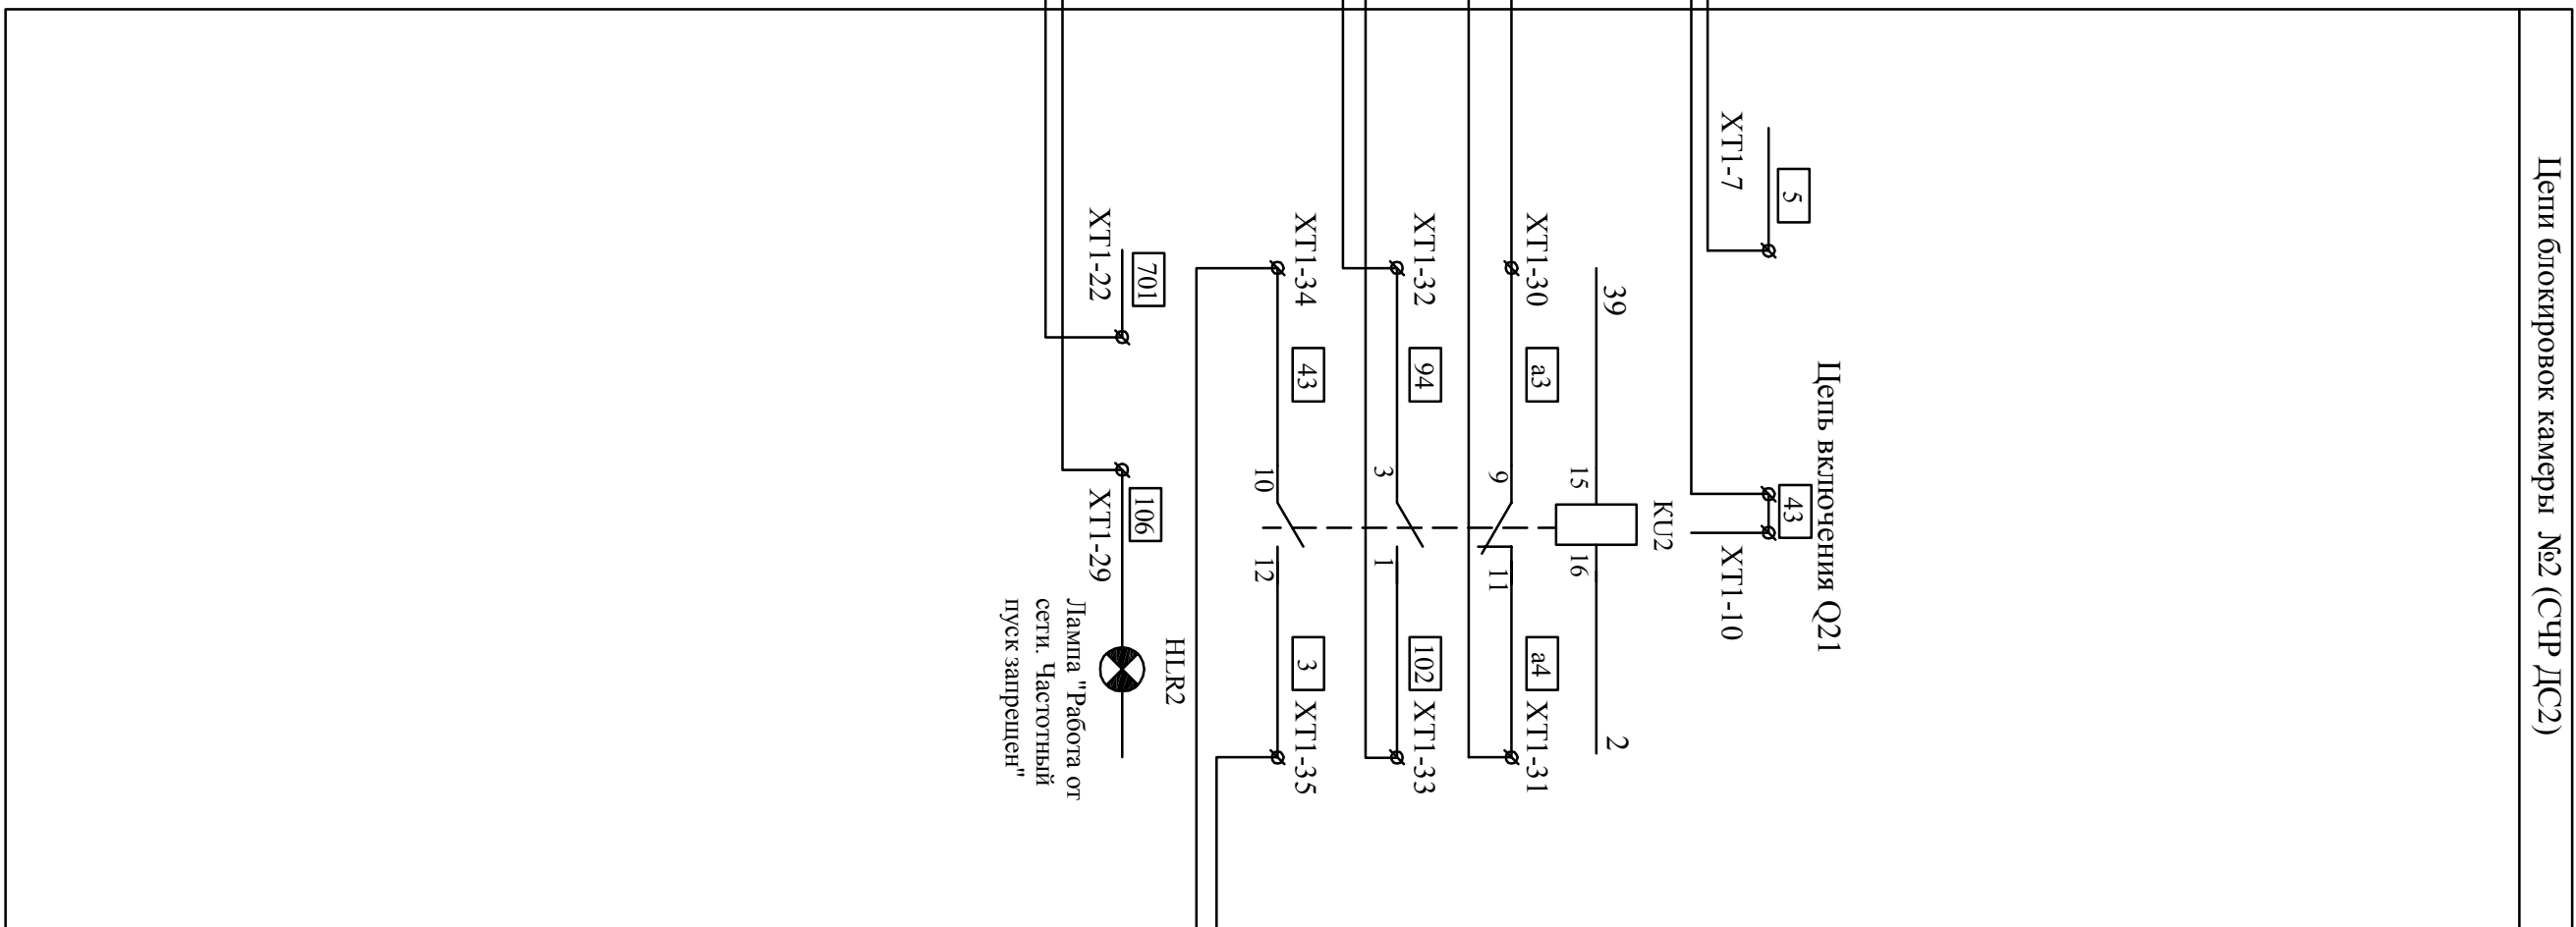 Цепи блокировок камеры №2 (СЧР ДС2)
Цепь включения Q21
5
43
XT1-7
XT1-10
KU2
39
15
16
2
XT1-30
a3
9
11
a4
XT1-31
XT1-32
94
3
1
102
XT1-33
XT1-34
43
10
12
3
XT1-35
HLR2
701
106
XT1-22
XT1-29
Лампа "Работа от
сети. Частотный
пуск запрещен"